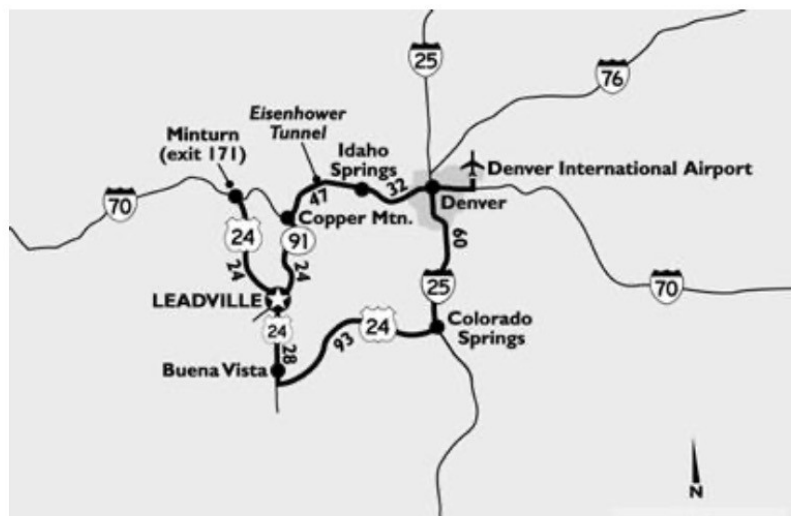 25
76
Eisenhower
Tunnel
Minturn
(exit 171)
Idaho
Springs
Denver International Airport
32
47
Denver
70
Copper Mtn.
24
91
60
24
24
25
70
LEADVILLE
24
28
93
24
Colorado
Springs
Buena Vista
N